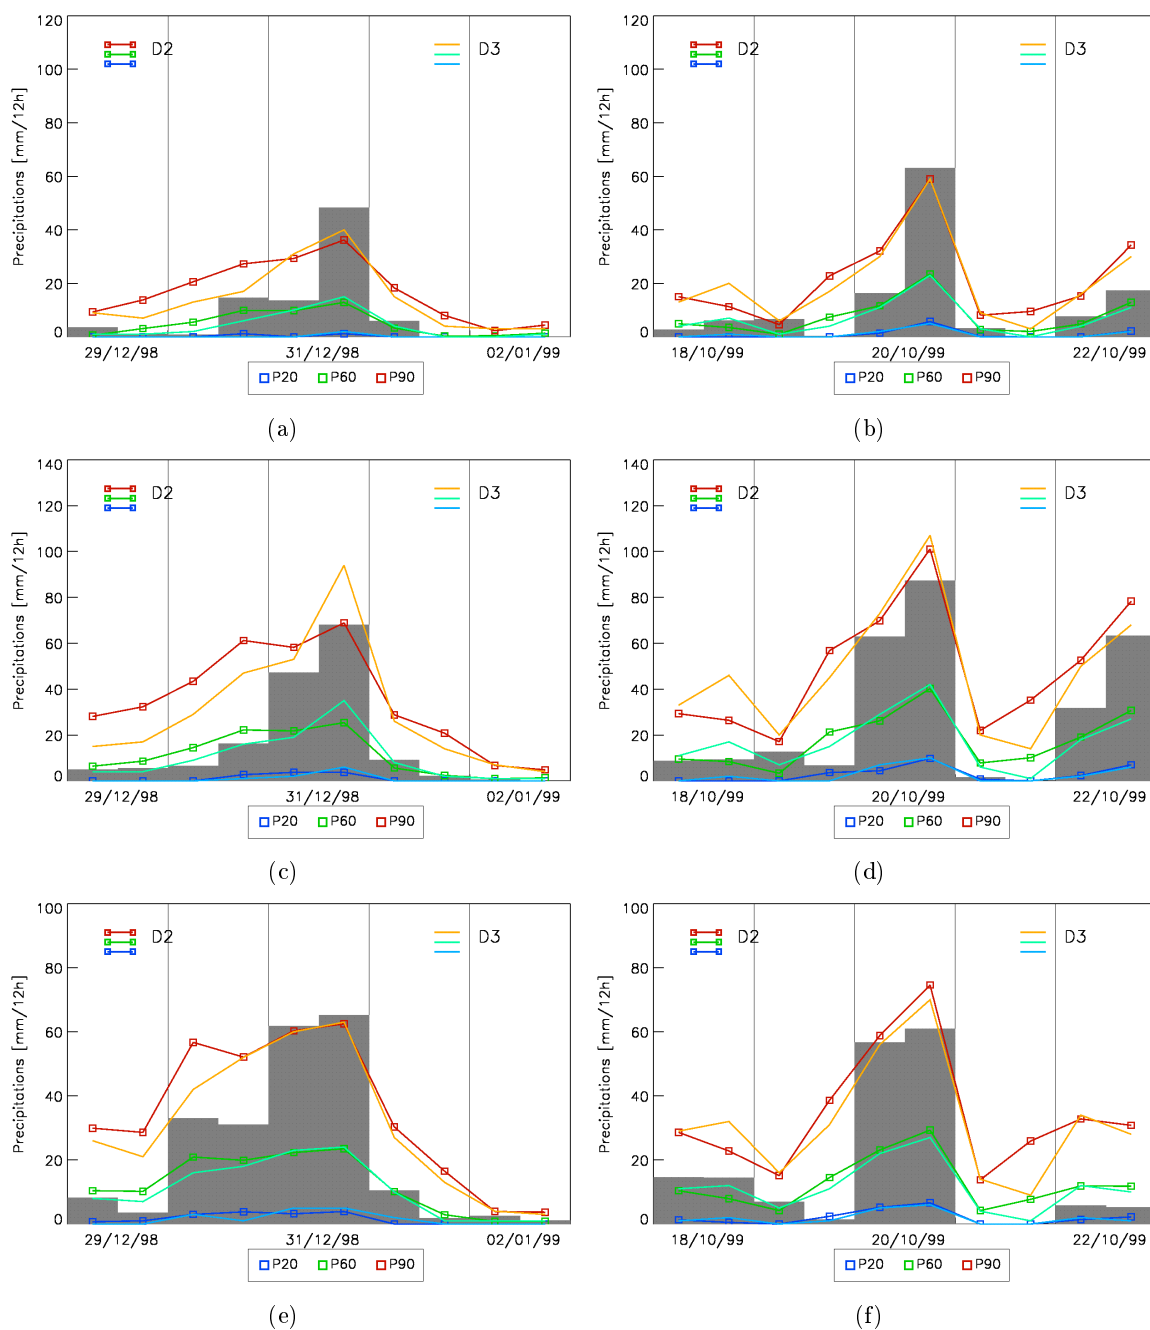 120
100
80
60
40
20
0
Precipitations [mm/12h]
D2
D3
29/12/98
31/12/98
02/01/99
P20 P60 P90
(a)
120
100
80
60
40
20
0
Precipitations [mm/12h]
D2
D3
18/10/99
20/10/99
22/10/99
P20 P60 P90
(b)
140
120
100
80
60
40
20
0
Precipitations [mm/12h]
D2
D3
29/12/98
31/12/98
02/01/99
P20 P60 P90
(c)
140
120
100
80
60
40
20
0
Precipitations [mm/12h]
D2
D3
18/10/99
20/10/99
22/10/99
P20 P60 P90
(d)
100
80
60
40
20
0
Precipitations [mm/12h]
D2
D3
29/12/98
31/12/98
02/01/99
P20 P60 P90
(e)
100
80
60
40
20
0
Precipitations [mm/12h]
D2
D3
18/10/99
20/10/99
22/10/99
P20 P60 P90
(f)